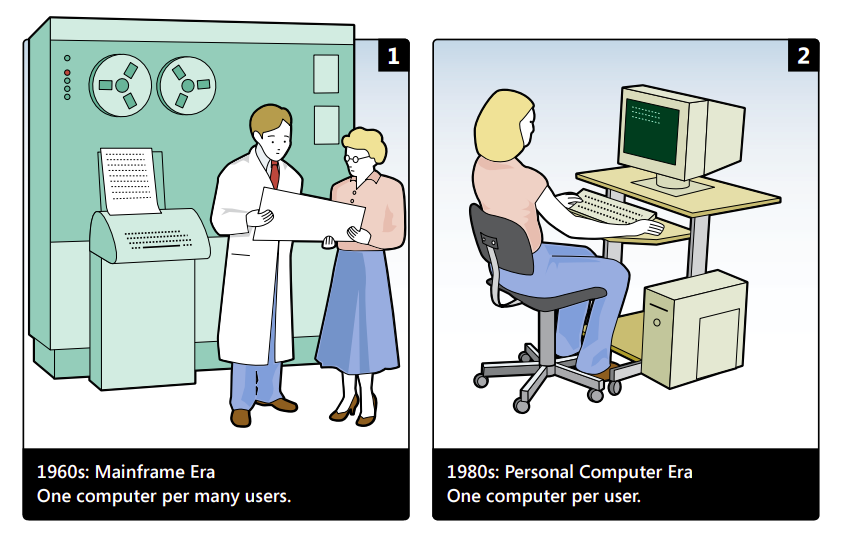 1
1960s: Mainframe Era
One computer per many users.
2
1980s: Personal Computer Era
One computer per user.